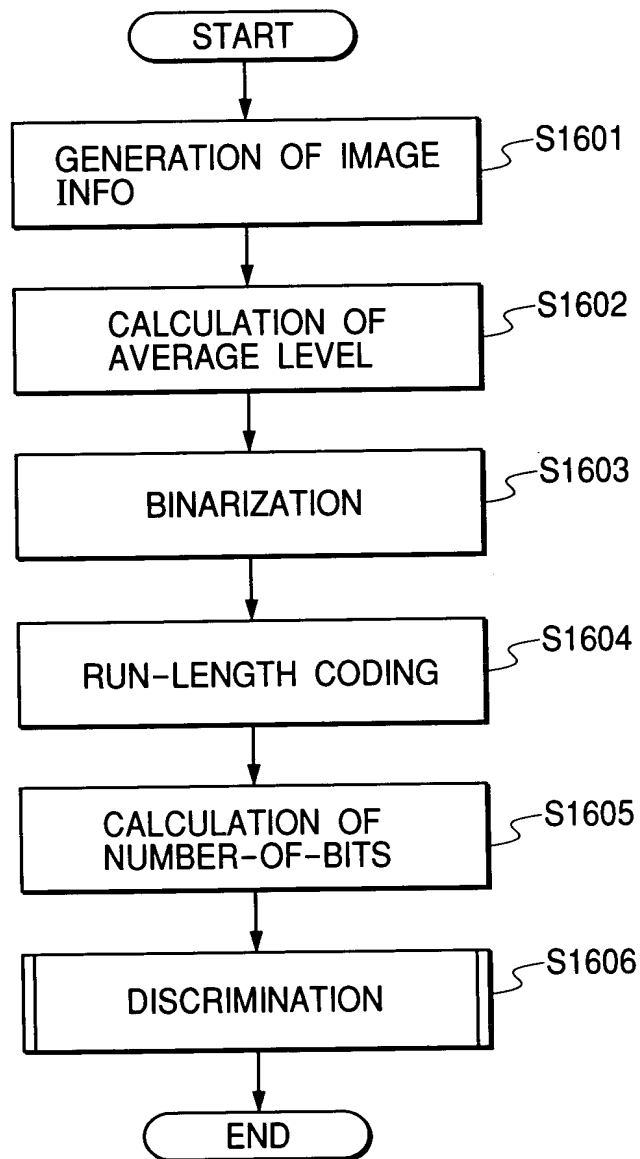 START
GENERATION OF IMAGE
INFO
S1601
CALCULATION OF
AVERAGE LEVEL
S1602
BINARIZATION
S1603
RUN-LENGTH CODING
S1604
CALCULATION OF
NUMBER-OF-BITS
S1605
DISCRIMINATION
S1606
END